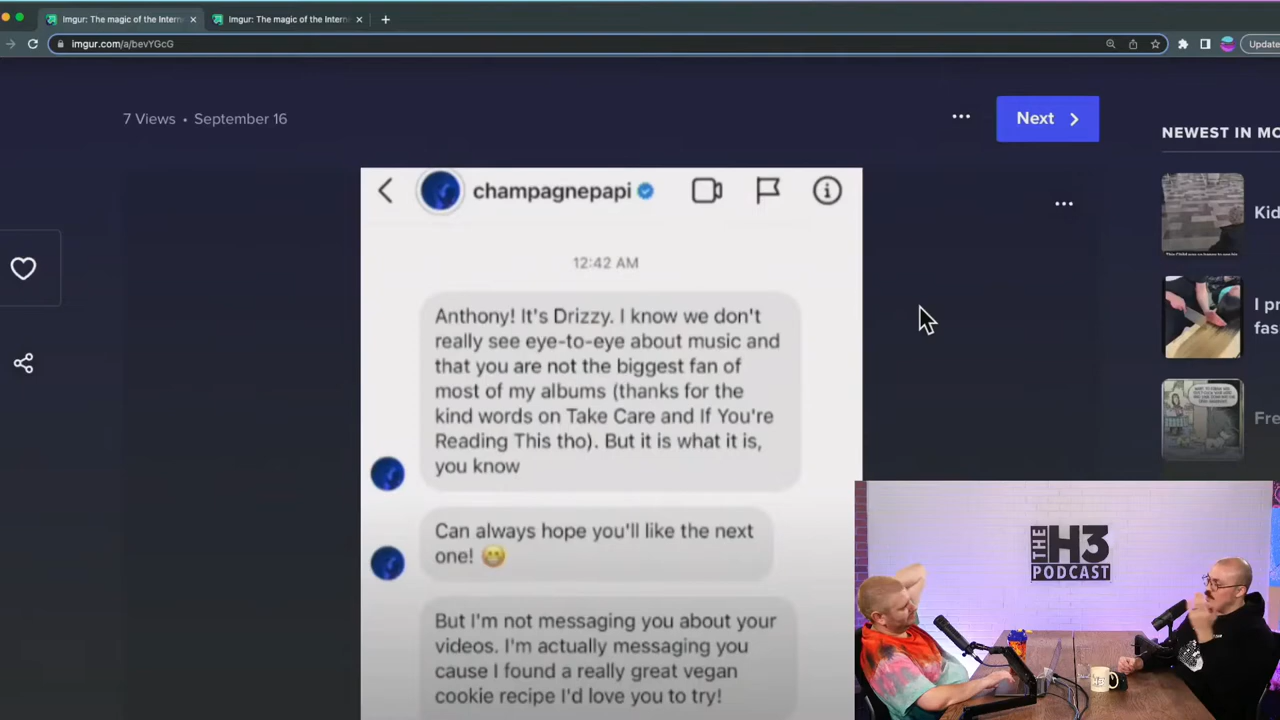 Imgur: The magic of the Intern
Imgur: The magic of the Intern
imgur.com/a/bevYGcG
Update
7 Views • September 16
Next
NEWEST IN MO
champagnepapi
12:42 AM
Anthony! It's Drizzy. I know we don't
really see eye-to-eye about music and
that you are not the biggest fan of
most of my albums (thanks for the
kind words on Take Care and If You're
Reading This tho). But it is what it is,
you know
Can always hope you'll like the next
one! 😬
But I'm not messaging you about your
videos. I'm actually messaging you
cause I found a really great vegan
cookie recipe I'd love you to try!
Kid
I pr
fas
Fre
THE H3
PODCAST
H3